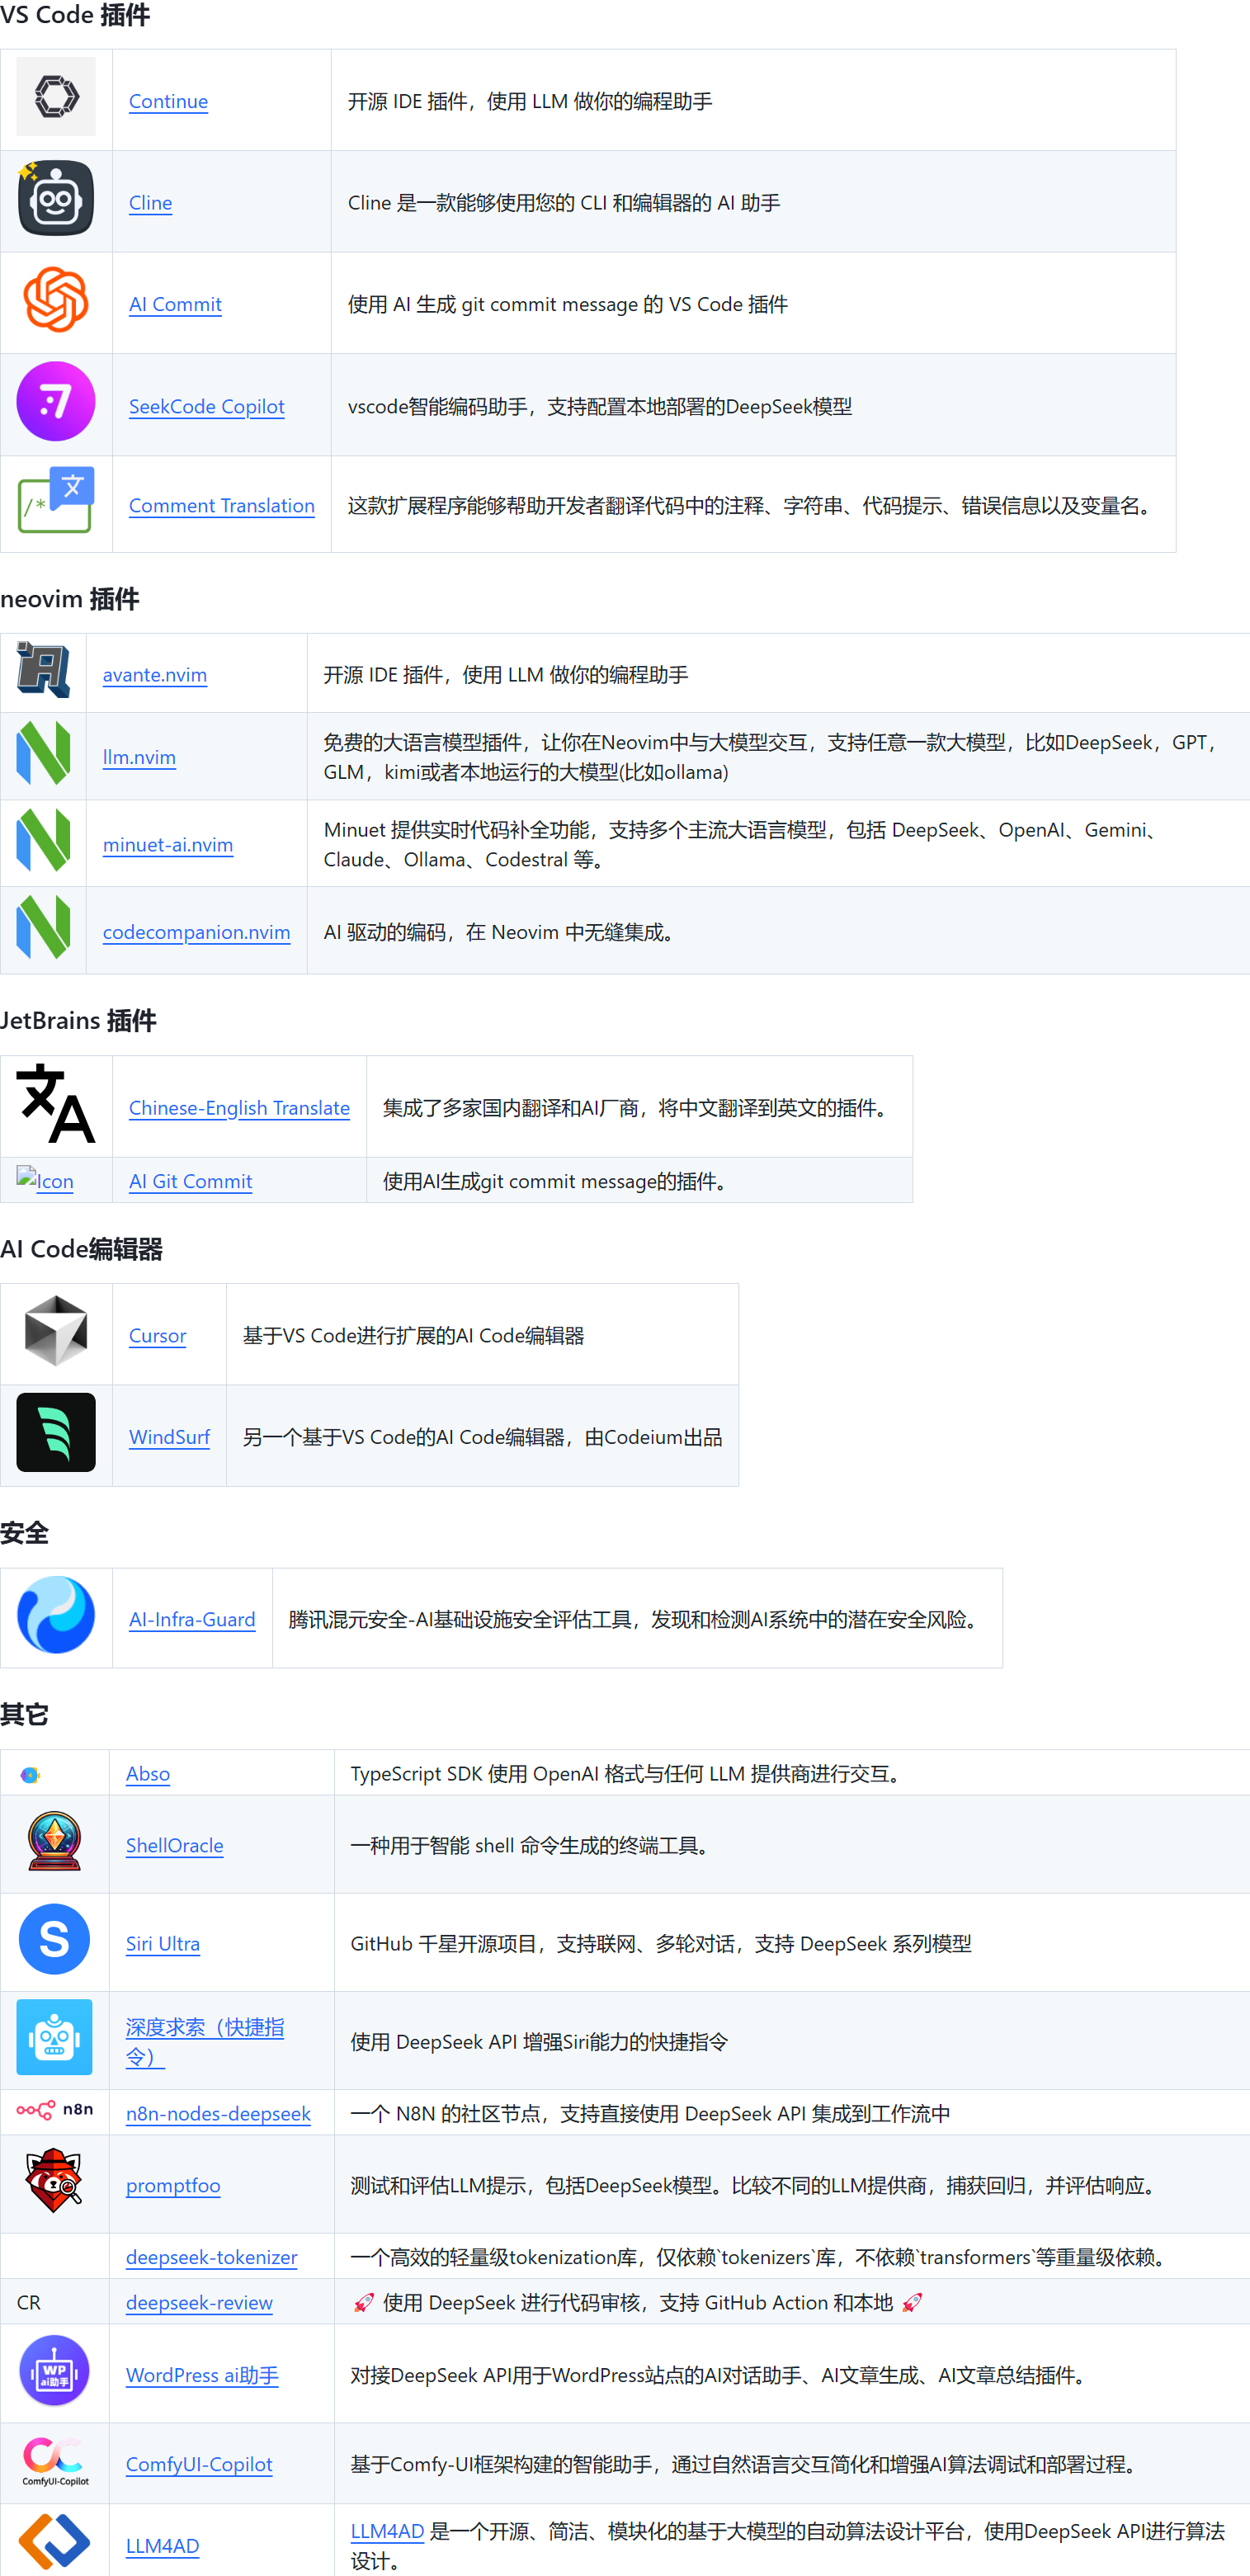 VS Code 插件
Continue 开源 IDE 插件，使用 LLM 做你的编程助手
Cline Cline 是一款能够使用您的 CLI 和编辑器的 AI 助手
AI Commit 使用 AI 生成 git commit message 的 VS Code 插件
SeekCode Copilot vscode智能编码助手，支持配置本地部署的DeepSeek模型
/* 文 Comment Translation 这款扩展程序能够帮助开发者翻译代码中的注释、字符串、代码提示、错误信息以及变量名。
neovim 插件
avante.nvim 开源 IDE 插件，使用 LLM 做你的编程助手
llm.nvim 免费的大语言模型插件，让你在Neovim中与大模型交互，支持任意一款大模型，比如DeepSeek，GPT，
GLM，kimi或者本地运行的大模型(比如ollama)
minuet-ai.nvim Minuet 提供实时代码补全功能，支持多个主流大语言模型，包括 DeepSeek、OpenAI、Gemini、
Claude、Ollama、Codestral 等。
codecompanion.nvim AI 驱动的编码，在 Neovim 中无缝集成。
JetBrains 插件
文A Chinese-English Translate 集成了多家国内翻译和AI厂商，将中文翻译到英文的插件。
Icon AI Git Commit 使用AI生成git commit message的插件。
AI Code编辑器
Cursor 基于VS Code进行扩展的AI Code编辑器
WindSurf 另一个基于VS Code的AI Code编辑器，由Codeium出品
安全
AI-Infra-Guard 腾讯混元安全-AI基础设施安全评估工具，发现和检测AI系统中的潜在安全风险。
其它
Abso TypeScript SDK 使用 OpenAI 格式与任何 LLM 提供商进行交互。
ShellOracle 一种用于智能 shell 命令生成的终端工具。
S Siri Ultra GitHub 千星开源项目，支持联网、多轮对话，支持 DeepSeek 系列模型
深度求索（快捷指
令） 使用 DeepSeek API 增强Siri能力的快捷指令
n8n n8n-nodes-deepseek 一个 N8N 的社区节点，支持直接使用 DeepSeek API 集成到工作流中
promptfoo 测试和评估LLM提示，包括DeepSeek模型。比较不同的LLM提供商，捕获回归，并评估响应。
deepseek-tokenizer 一个高效的轻量级tokenization库，仅依赖`tokenizers`库，不依赖`transformers`等重量级依赖。
CR deepseek-review 🚀 使用 DeepSeek 进行代码审核，支持 GitHub Action 和本地 🚀
WP
ai助手 WordPress ai助手 对接DeepSeek API用于WordPress站点的AI对话助手、AI文章生成、AI文章总结插件。
ComfyUI-Copilot ComfyUI-Copilot 基于Comfy-UI框架构建的智能助手，通过自然语言交互简化和增强AI算法调试和部署过程。
LLM4AD LLM4AD 是一个开源、简洁、模块化的基于大模型的自动算法设计平台，使用DeepSeek API进行算法
设计。